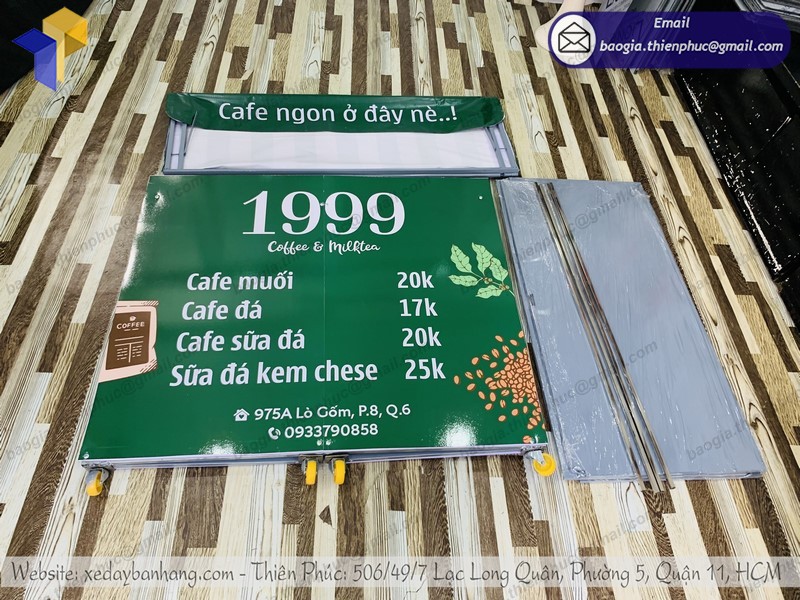 Email
baogia.thienphuc@gmail.com
Cafe ngon ở đây nè..!
1999
Coffee & Milktea
Cafe muối 20k
Cafe đá 17k
Cafe sữa đá 20k
Sữa đá kem chese 25k
COFFEE
975A Lò Gốm, P.8, Q.6
0933790858
Website: xedaybanhang.com - Thiên Phúc: 506/49/7 Lạc Long Quân, Phường 5, Quận 11, HCM